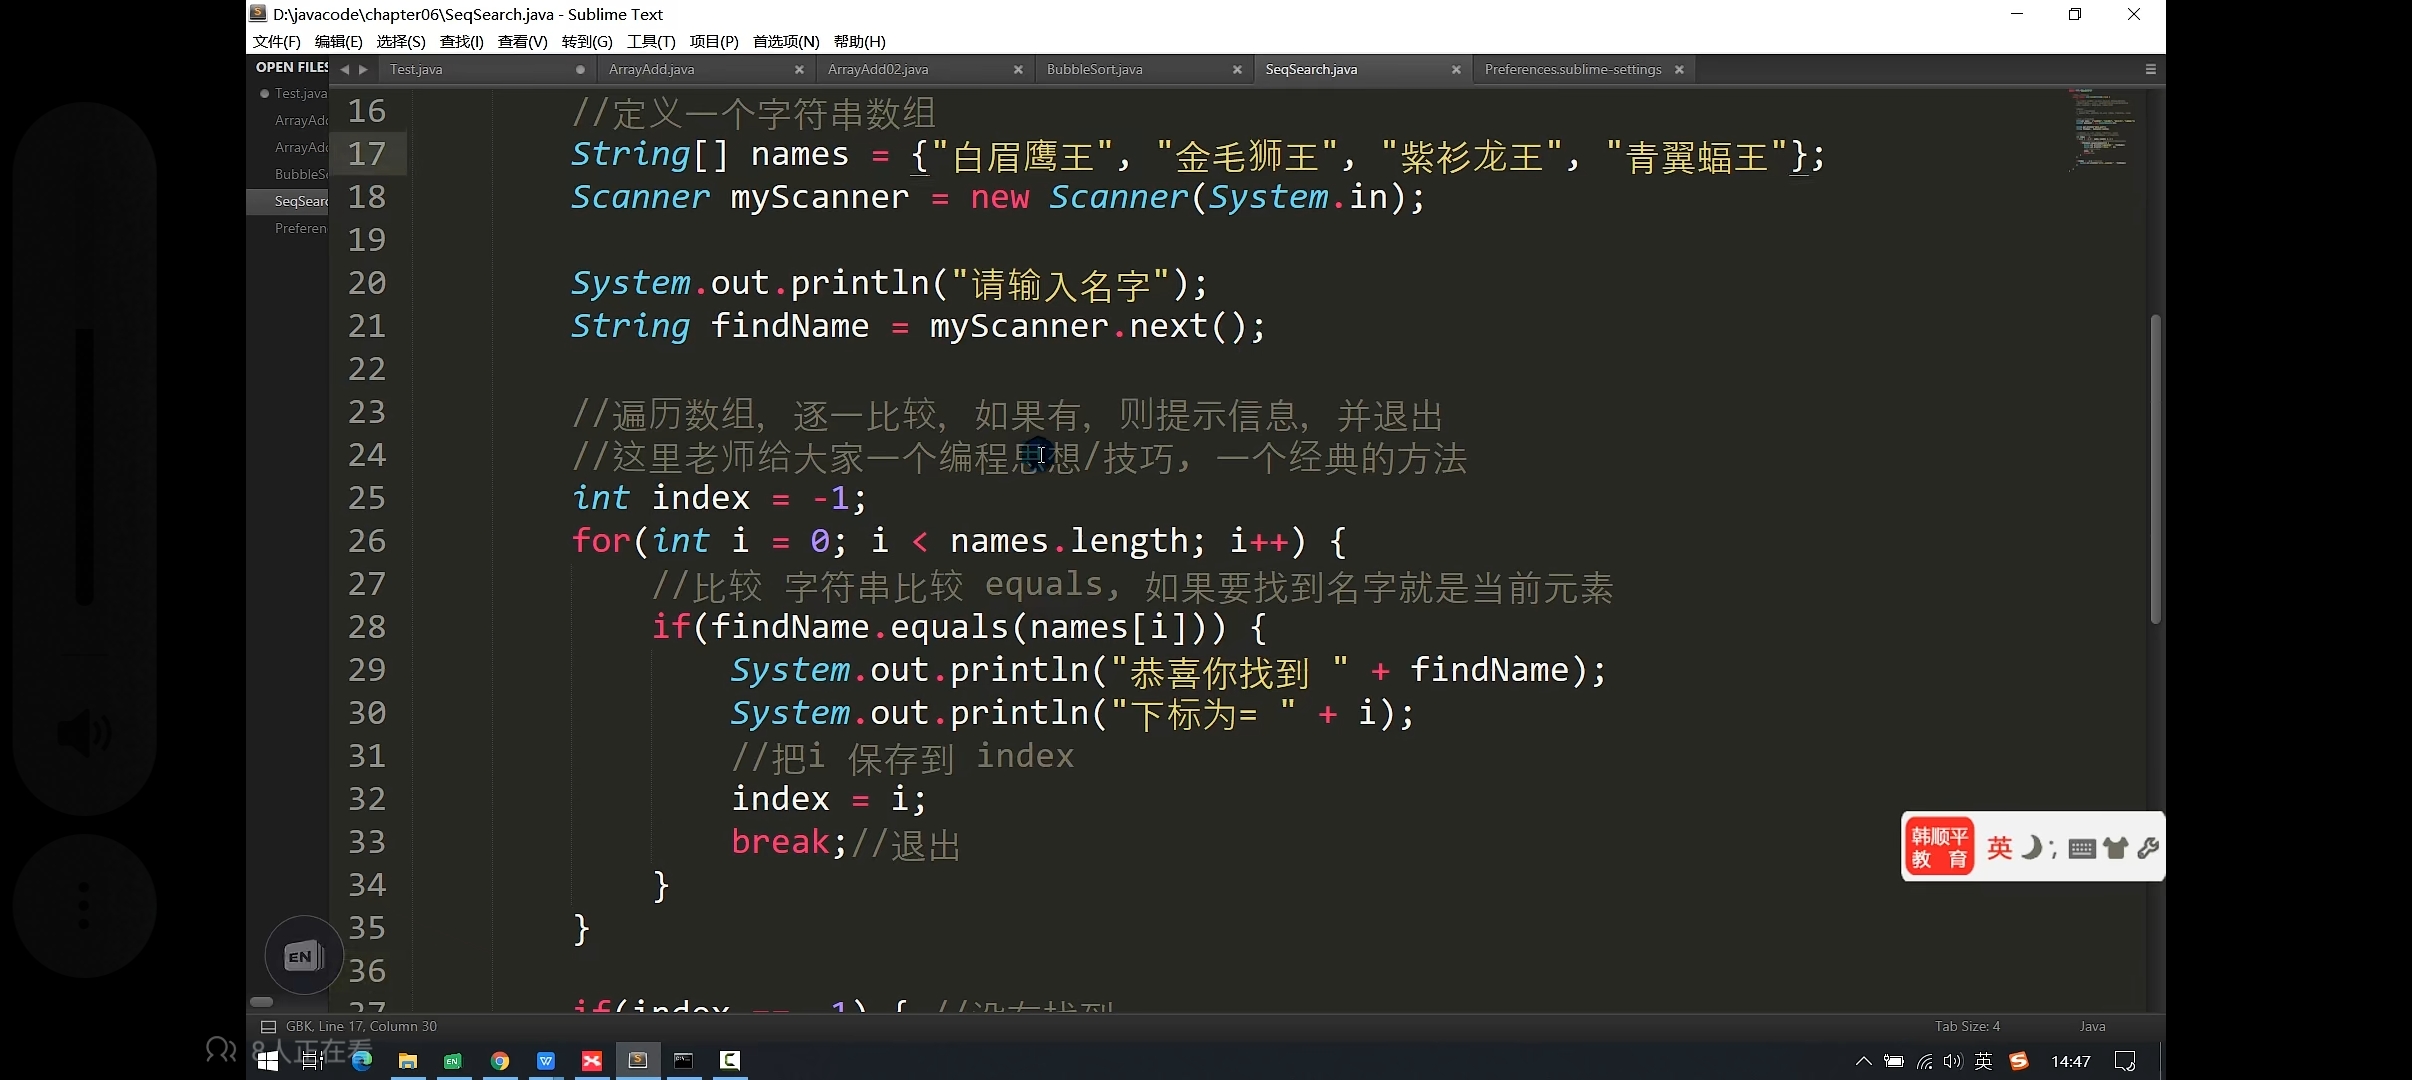 D:\javacode\chapter06\SeqSearch.java - Sublime Text
文件(F) 编辑(E) 选择(S) 查找(I) 查看(V) 转到(G) 工具(T) 项目(P) 首选项(N) 帮助(H)
OPEN FILES
Test.java ArrayAdd.java ArrayAdd02.java BubbleSort.java SeqSearch.java Preferences.sublime-settings
Test.java
ArrayAdd
ArrayAdd
BubbleSo
SeqSearc
Preferen
16 //定义一个字符串数组
17 String[] names = {"白眉鹰王", "金毛狮王", "紫衫龙王", "青翼蝠王"};
18 Scanner myScanner = new Scanner(System.in);
19
20 System.out.println("请输入名字");
21 String findName = myScanner.next();
22
23 //遍历数组, 逐一比较, 如果有, 则提示信息, 并退出
24 //这里老师给大家一个编程思想/技巧, 一个经典的方法
25 int index = -1;
26 for(int i = 0; i < names.length; i++) {
27 //比较 字符串比较 equals, 如果要找到名字就是当前元素
28 if(findName.equals(names[i])) {
29 System.out.println("恭喜你找到 " + findName);
30 System.out.println("下标为= " + i);
31 //把i 保存到 index
32 index = i;
33 break;//退出
34 }
35 }
36
37 if(index == -1) { //没有找到
韩顺平
教 育
英
EN
GBK, Line 17, Column 30
Tab Size: 4
Java
8人正在看
英
14:47